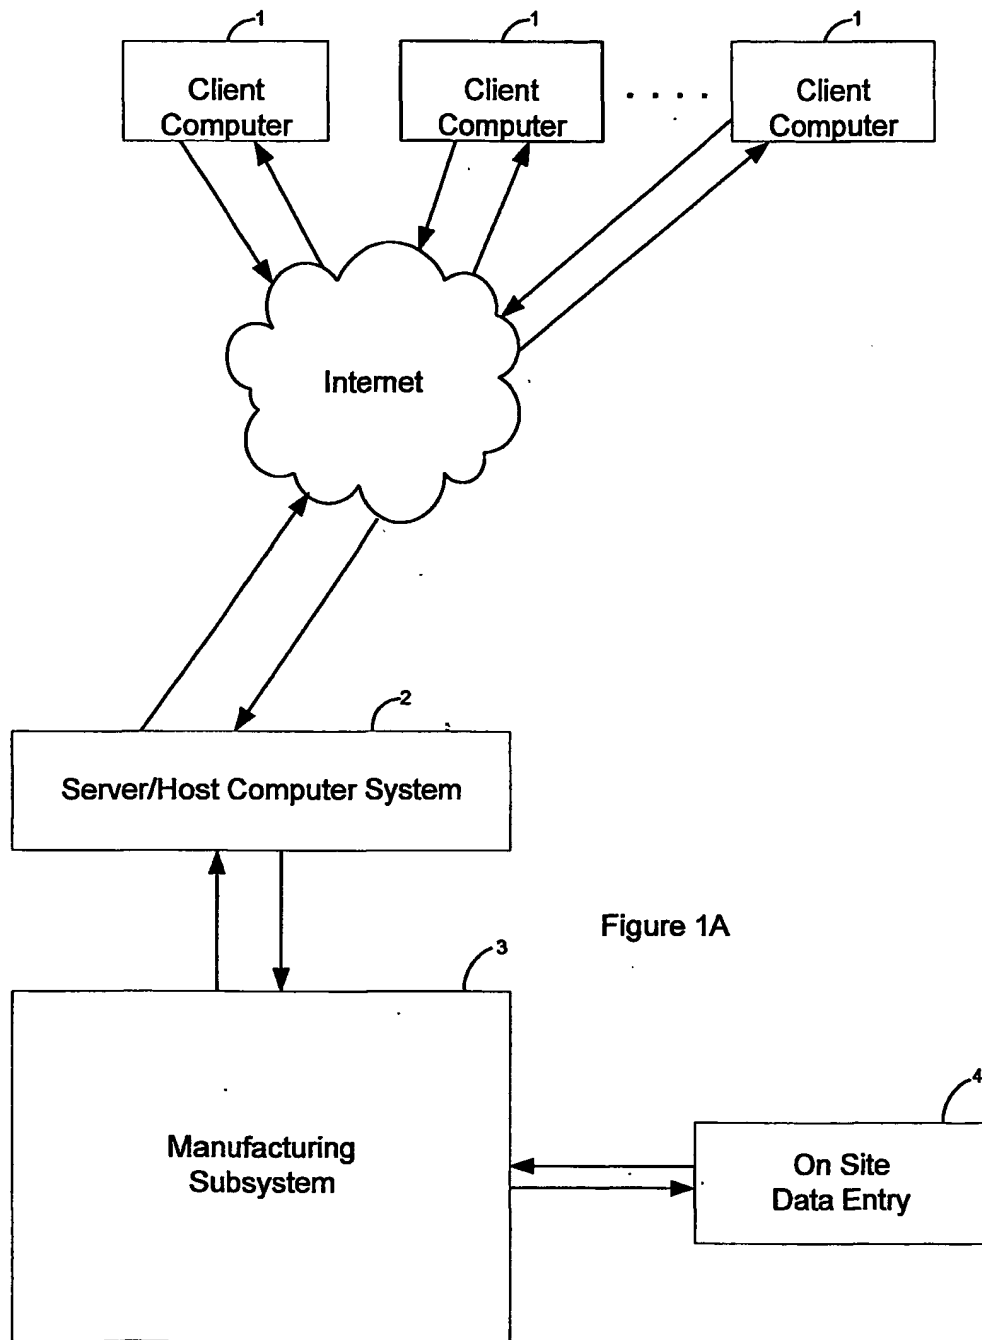 1
1
1
Client
Computer
Client
Computer
. . . .
Client
Computer
Internet
2
Server/Host Computer System
Figure 1A
3
Manufacturing
Subsystem
4
On Site
Data Entry